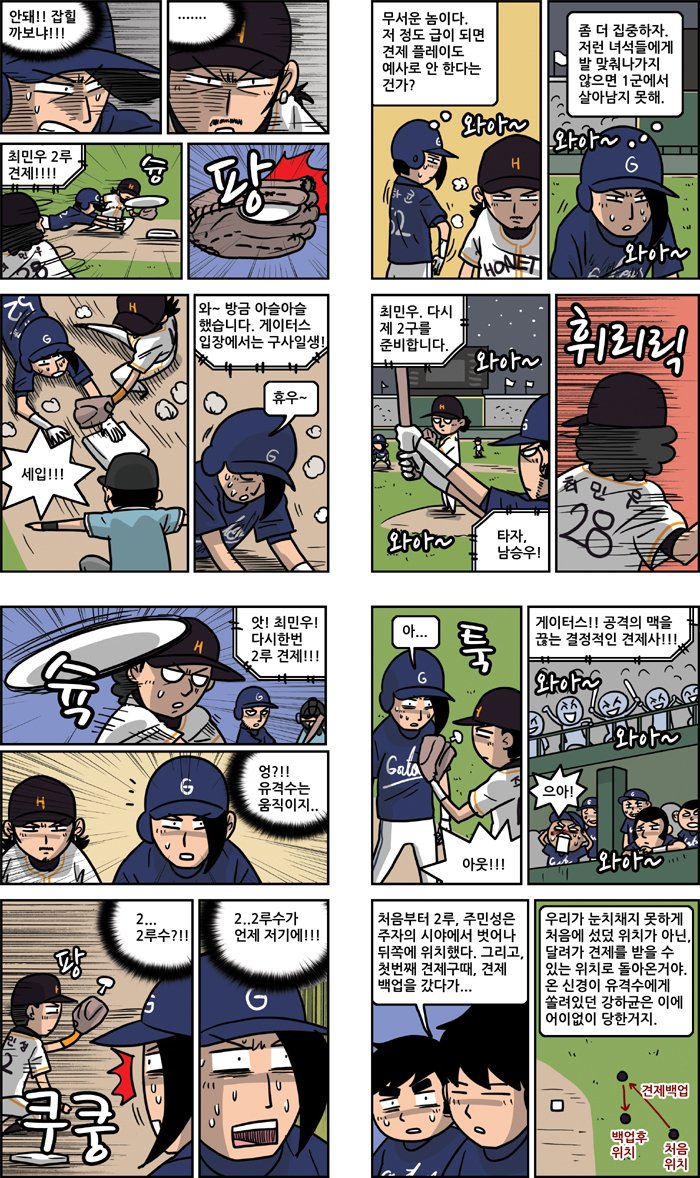 안돼!! 잡힐
까보냐!!!
.......
최민우 2루
견제!!!!
슝
28
팡
와~ 방금 아슬아슬
했습니다. 게이터스
입장에서는 구사일생!
세입!!!
휴우~
무서운 놈이다.
저 정도 급이 되면
견제 플레이도
예사로 안 한다는
건가?
와아~
HONET
좀 더 집중하자.
저런 녀석들에게
발 맞춰나가지
않으면 1군에서
살아남지 못해.
와아~
와아~
최민우. 다시
제 2구를
준비합니다.
와아~
와아~
타자,
남승우!
휘리릭
최민우
28
앗! 최민우!
다시한번
2루 견제!!!
슉
엉?!!
유격수는
움직이지..
2...
2루수?!!
팡
쿠쿵
2..2루수가
언제 저기에!!!
아...
툭
아웃!!!
게이터스!! 공격의 맥을
끊는 결정적인 견제사!!!
와아~
와아~
으아!
와아~
처음부터 2루, 주민성은
주자의 시야에서 벗어나
뒤쪽에 위치했다. 그리고,
첫번째 견제구때, 견제
백업을 갔다가...
우리가 눈치채지 못하게
처음에 섰던 위치가 아닌,
달려가 견제를 받을 수
있는 위치로 돌아온거야.
온 신경이 유격수에게
쏠려있던 강하균은 이에
어이없이 당한거지.
견제백업
백업후
위치
처음
위치